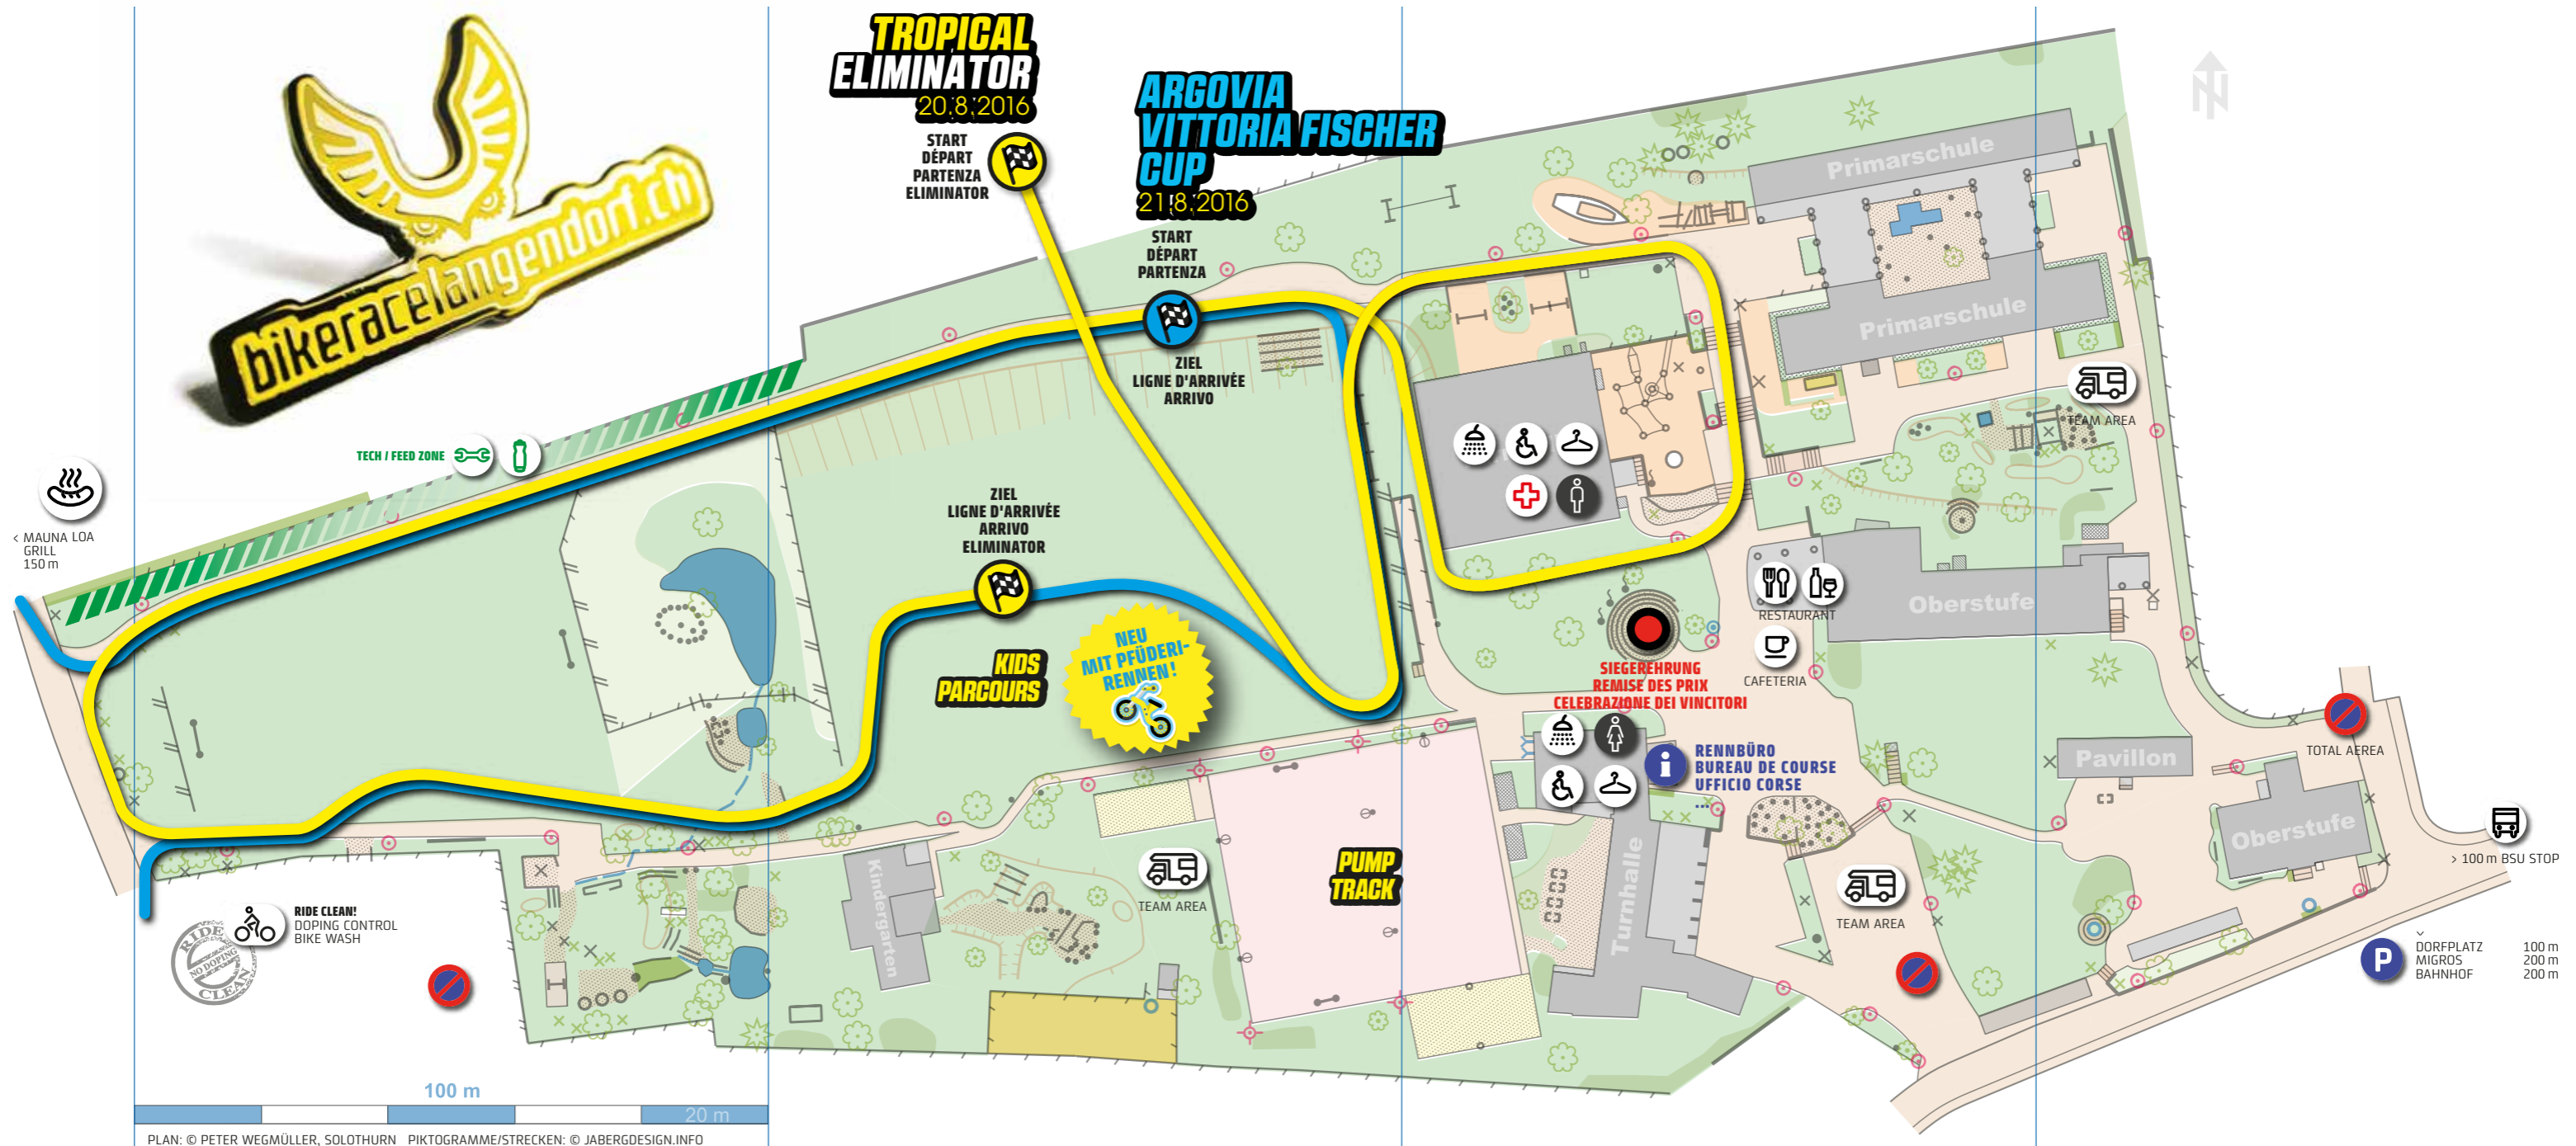 bikeracelangendorf.ch
TROPICAL
ELIMINATOR
20.8.2016
START
DÉPART
PARTENZA
ELIMINATOR
ARGOVIA
VITTORIA FISCHER
CUP
21.8.2016
START
DÉPART
PARTENZA
ZIEL
LIGNE D'ARRIVÉE
ARRIVO
N
Primarschule
Primarschule
TEAM AREA
TECH / FEED ZONE
< MAUNA LOA
GRILL
150 m
ZIEL
LIGNE D'ARRIVÉE
ARRIVO
ELIMINATOR
KIDS
PARCOURS
NEU
MIT PFÜDERI-
RENNEN!
RESTAURANT
CAFETERIA
Oberstufe
SIEGEREHRUNG
REMISE DES PRIX
CELEBRAZIONE DEI VINCITORI
i
RENNBÜRO
BUREAU DE COURSE
UFFICIO CORSE
...
Pavillon
TOTAL AEREA
Oberstufe
> 100 m BSU STOP
Kindergarten
TEAM AREA
PUMP
TRACK
Turnhalle
TEAM AREA
RIDE CLEAN!
DOPING CONTROL
BIKE WASH
RIDE
NO DOPING
CLEAN
P
DORFPLATZ 100 m
MIGROS 200 m
BAHNHOF 200 m
100 m
20 m
PLAN: © PETER WEGMÜLLER, SOLOTHURN PIKTOGRAMME/STRECKEN: © JABERGDESIGN.INFO